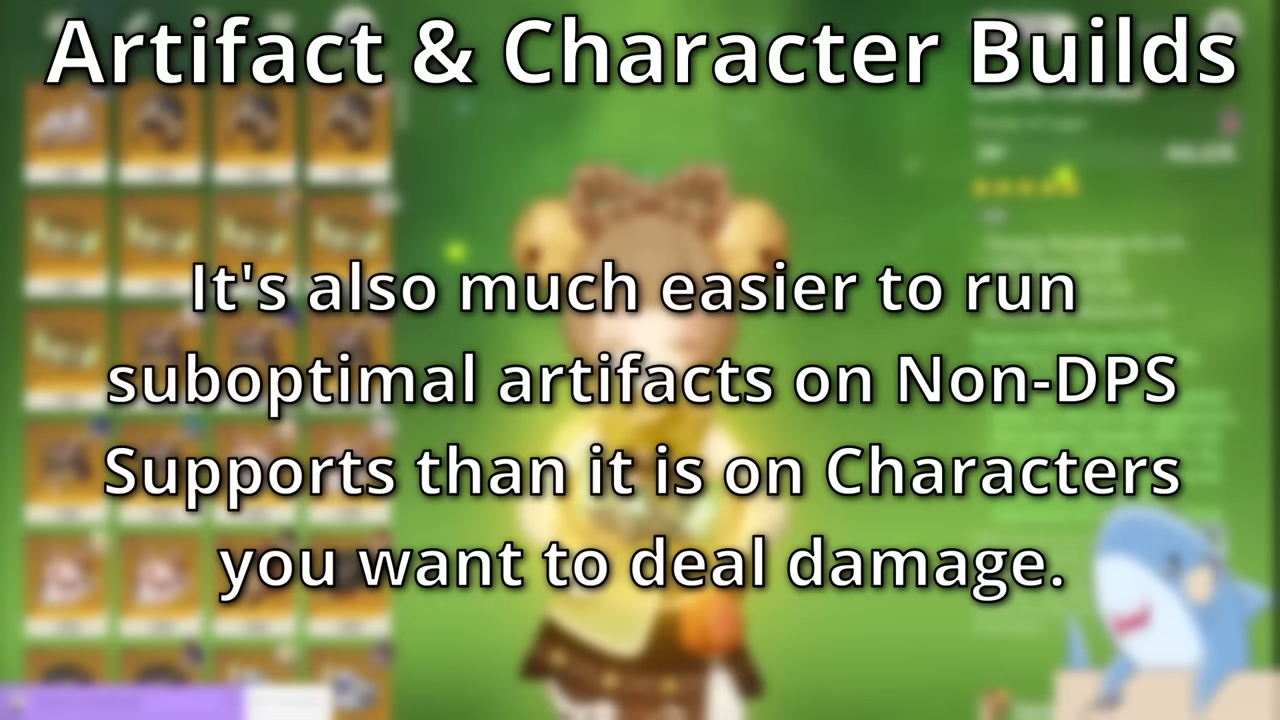 Artifact & Character Builds
It's also much easier to run
suboptimal artifacts on Non-DPS
Supports than it is on Characters
you want to deal damage.